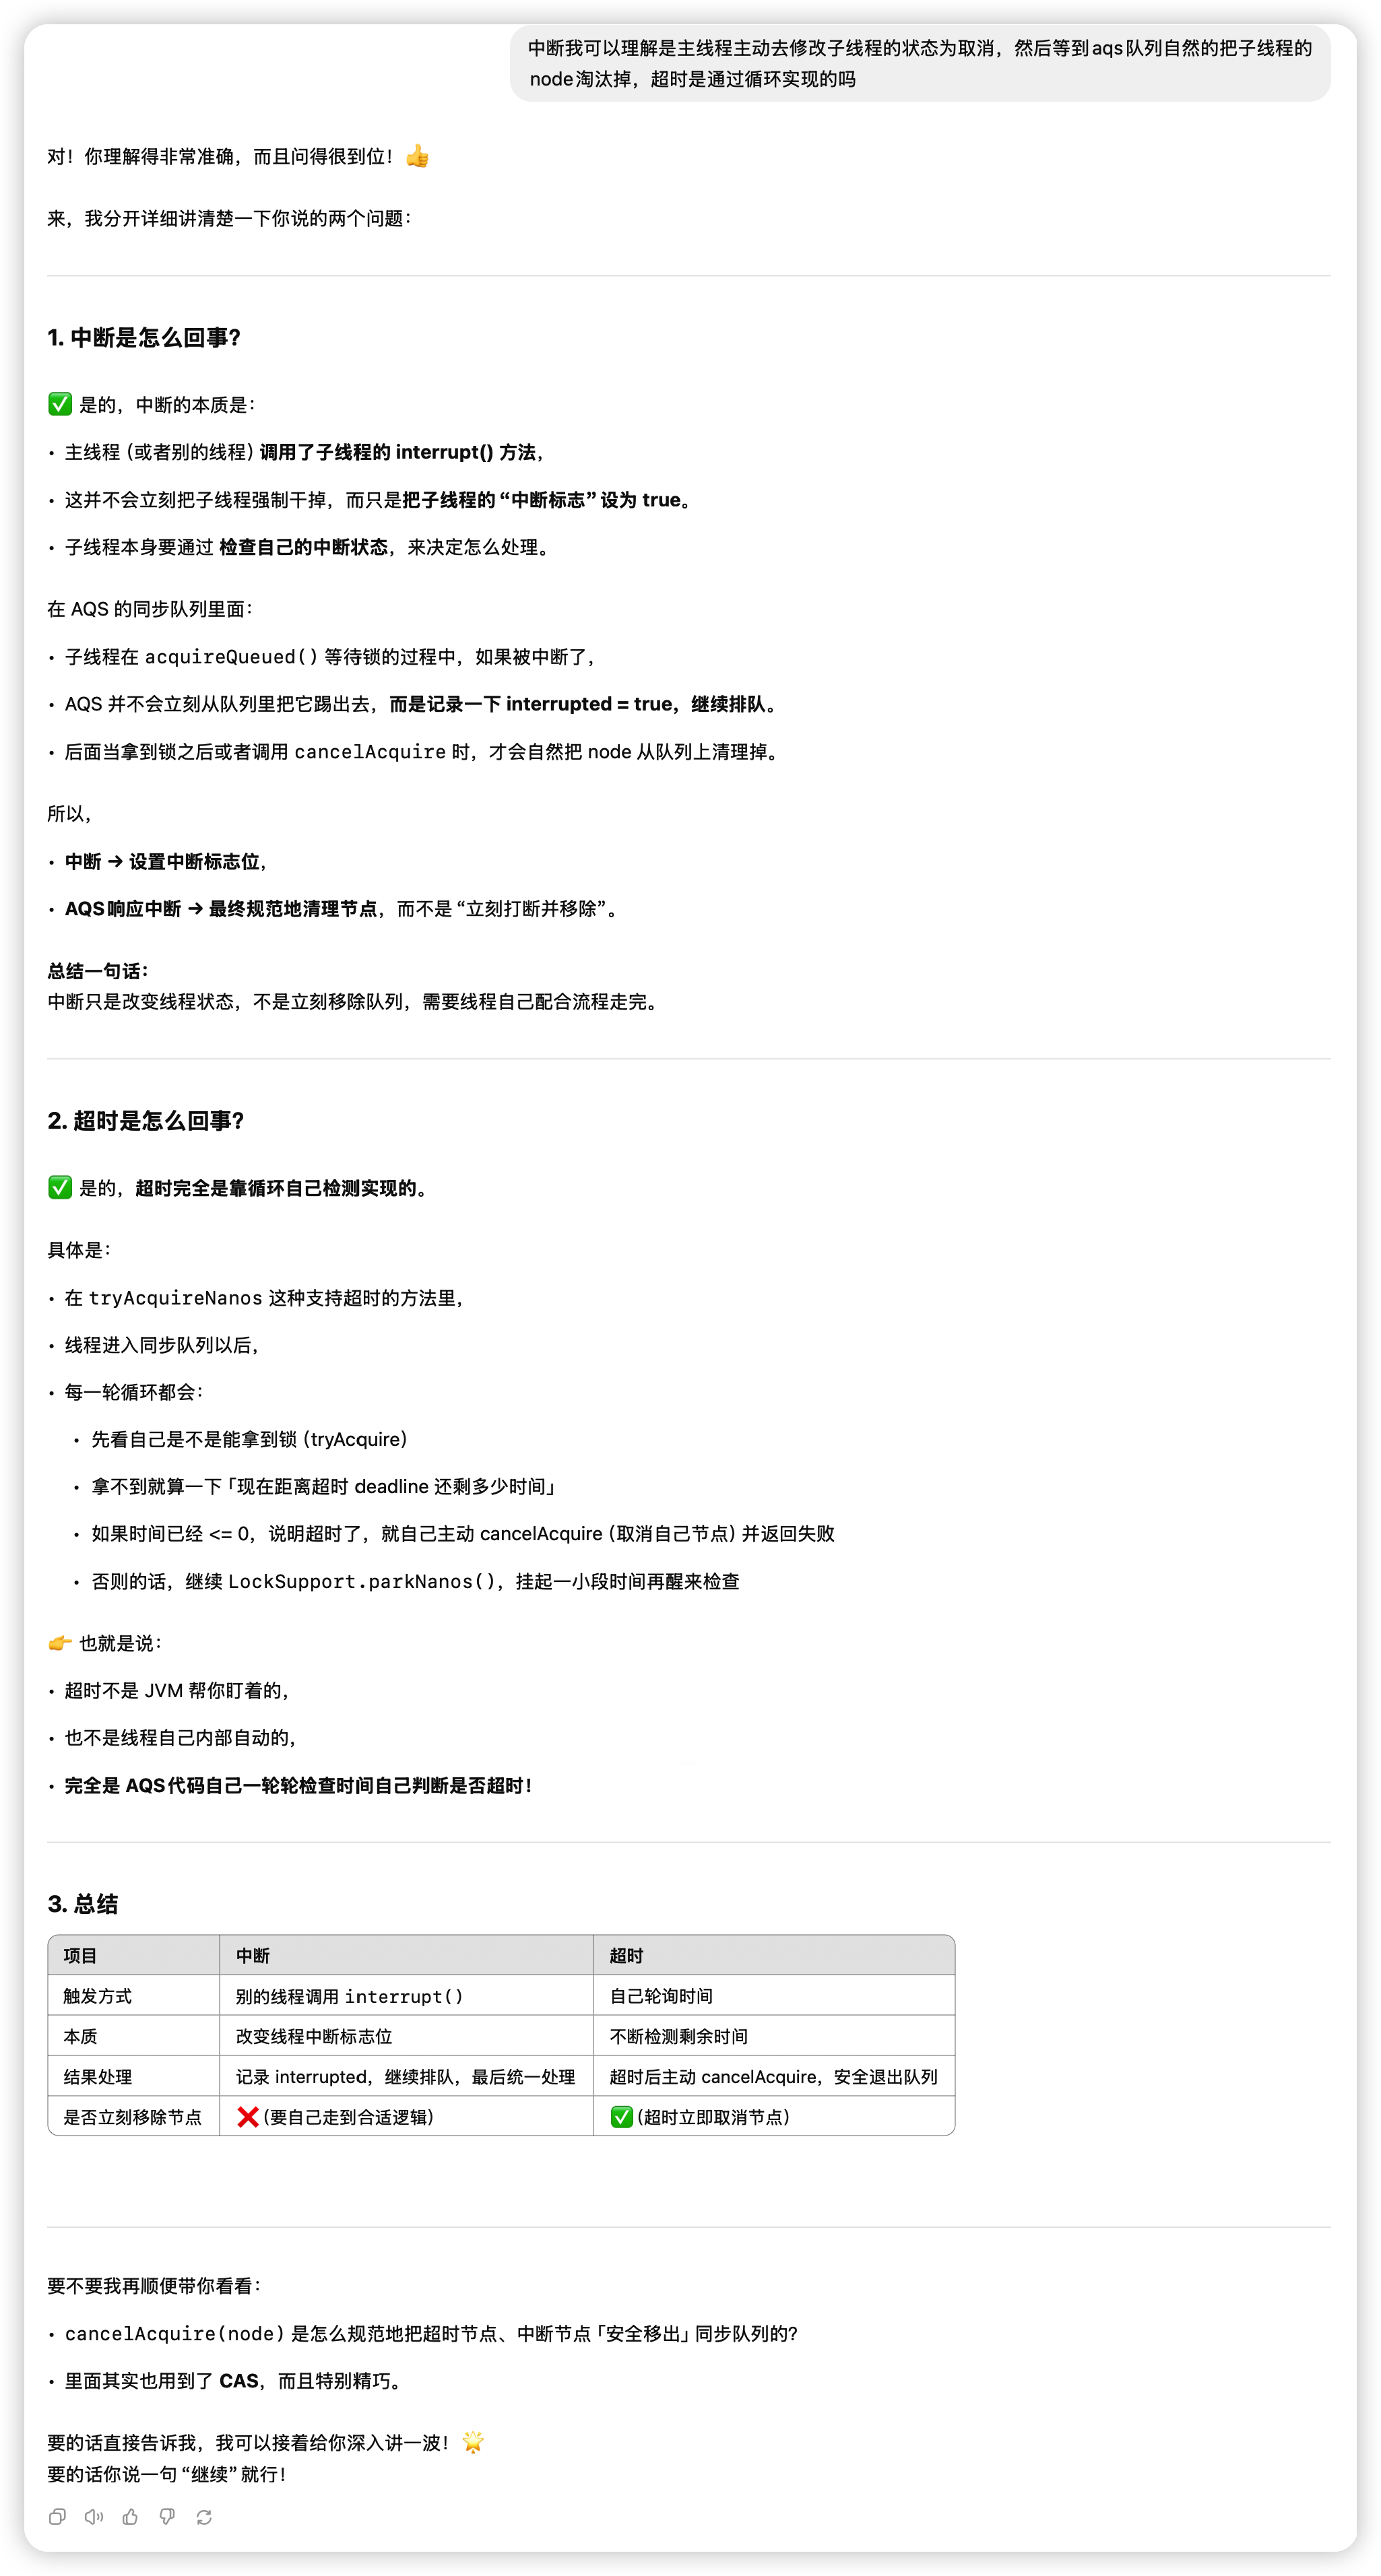 中断我可以理解是主线程主动去修改子线程的状态为取消，然后等到aqs队列自然的把子线程的
node淘汰掉，超时是通过循环实现的吗
对！你理解得非常准确，而且问得很到位！👍
来，我分开详细讲清楚一下你说的两个问题：
1. 中断是怎么回事？
✅ 是的，中断的本质是：
• 主线程（或者别的线程）调用了子线程的 interrupt() 方法，
• 这并不会立刻把子线程强制干掉，而只是把子线程的“中断标志”设为 true。
• 子线程本身要通过 检查自己的中断状态，来决定怎么处理。
在 AQS 的同步队列里面：
• 子线程在 acquireQueued() 等待锁的过程中，如果被中断了，
• AQS 并不会立刻从队列里把它踢出去，而是记录一下 interrupted = true，继续排队。
• 后面当拿到锁之后或者调用 cancelAcquire 时，才会自然把 node 从队列上清理掉。
所以，
• 中断 → 设置中断标志位，
• AQS响应中断 → 最终规范地清理节点，而不是“立刻打断并移除”。
总结一句话：
中断只是改变线程状态，不是立刻移除队列，需要线程自己配合流程走完。
2. 超时是怎么回事？
✅ 是的，超时完全是靠循环自己检测实现的。
具体是：
• 在 tryAcquireNanos 这种支持超时的方法里，
• 线程进入同步队列以后，
• 每一轮循环都会：
• 先看自己是不是能拿到锁（tryAcquire）
• 拿不到就算一下「现在距离超时 deadline 还剩多少时间」
• 如果时间已经 <= 0，说明超时了，就自己主动 cancelAcquire（取消自己节点）并返回失败
• 否则的话，继续 LockSupport.parkNanos()，挂起一小段时间再醒来检查
👉 也就是说：
• 超时不是 JVM 帮你盯着的，
• 也不是线程自己内部自动的，
• 完全是 AQS代码自己一轮轮检查时间自己判断是否超时！
3. 总结
项目 中断 超时
触发方式 别的线程调用 interrupt() 自己轮询时间
本质 改变线程中断标志位 不断检测剩余时间
结果处理 记录 interrupted，继续排队，最后统一处理 超时后主动 cancelAcquire，安全退出队列
是否立刻移除节点 ❌（要自己走到合适逻辑） ✅（超时立即取消节点）
要不要我再顺便带你看看：
• cancelAcquire(node) 是怎么规范地把超时节点、中断节点「安全移出」同步队列的？
• 里面其实也用到了 CAS，而且特别精巧。
要的话直接告诉我，我可以接着给你深入讲一波！🌟
要的话你说一句“继续”就行！